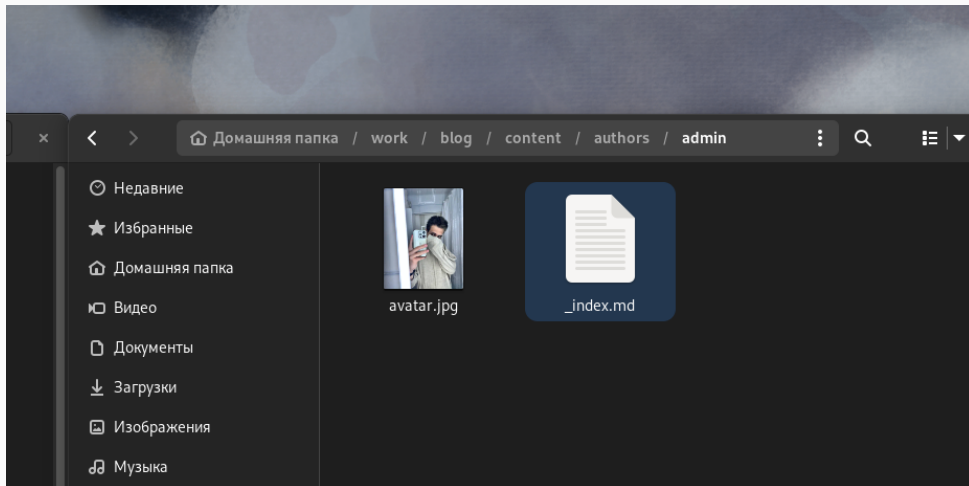 Домашняя папка / work / blog / content / authors / admin
Недавние
Избранные
Домашняя папка
Видео
Документы
Загрузки
Изображения
Музыка
avatar.jpg
_index.md